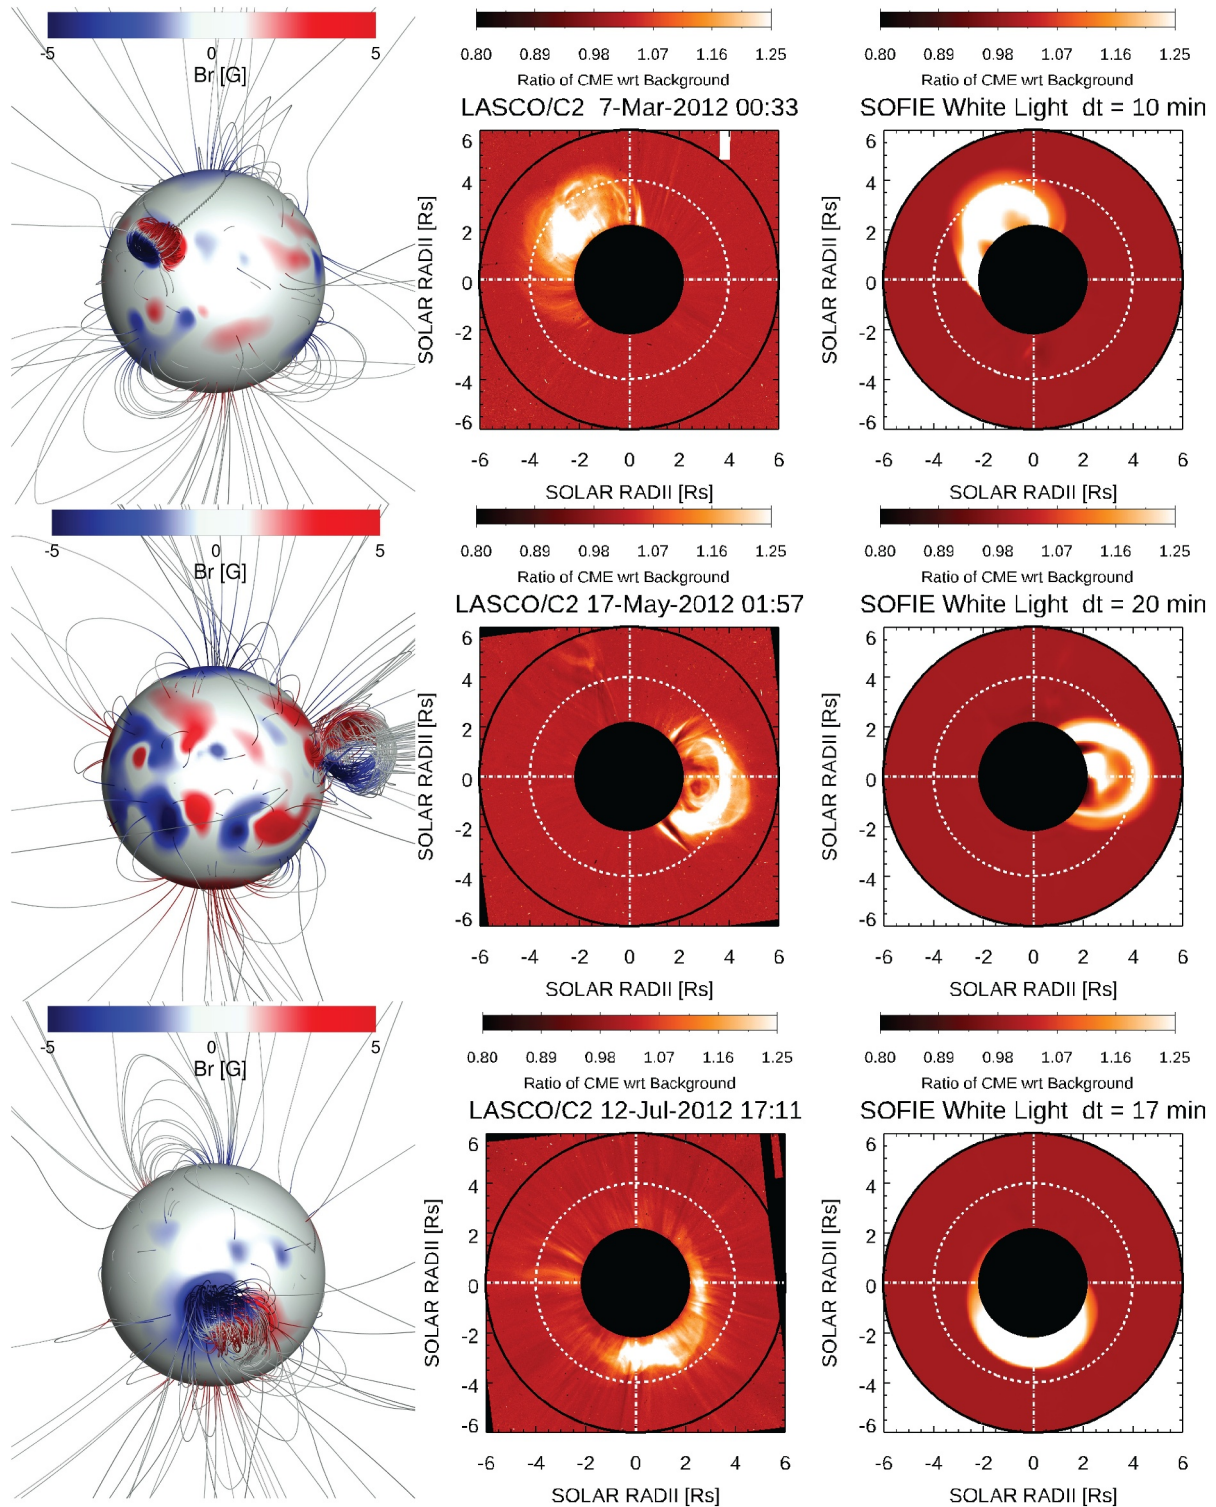 -5 0 5
Br [G]
0.80 0.89 0.98 1.07 1.16 1.25
Ratio of CME wrt Background
LASCO/C2 7-Mar-2012 00:33
SOLAR RADII [Rs]
6
4
2
0
-2
-4
-6
-6 -4 -2 0 2 4 6
SOLAR RADII [Rs]
0.80 0.89 0.98 1.07 1.16 1.25
Ratio of CME wrt Background
SOFIE White Light dt = 10 min
SOLAR RADII [Rs]
6
4
2
0
-2
-4
-6
-6 -4 -2 0 2 4 6
SOLAR RADII [Rs]
-5 0 5
Br [G]
0.80 0.89 0.98 1.07 1.16 1.25
Ratio of CME wrt Background
LASCO/C2 17-May-2012 01:57
SOLAR RADII [Rs]
6
4
2
0
-2
-4
-6
-6 -4 -2 0 2 4 6
SOLAR RADII [Rs]
0.80 0.89 0.98 1.07 1.16 1.25
Ratio of CME wrt Background
SOFIE White Light dt = 20 min
SOLAR RADII [Rs]
6
4
2
0
-2
-4
-6
-6 -4 -2 0 2 4 6
SOLAR RADII [Rs]
-5 0 5
Br [G]
0.80 0.89 0.98 1.07 1.16 1.25
Ratio of CME wrt Background
LASCO/C2 12-Jul-2012 17:11
SOLAR RADII [Rs]
6
4
2
0
-2
-4
-6
-6 -4 -2 0 2 4 6
SOLAR RADII [Rs]
0.80 0.89 0.98 1.07 1.16 1.25
Ratio of CME wrt Background
SOFIE White Light dt = 17 min
SOLAR RADII [Rs]
6
4
2
0
-2
-4
-6
-6 -4 -2 0 2 4 6
SOLAR RADII [Rs]